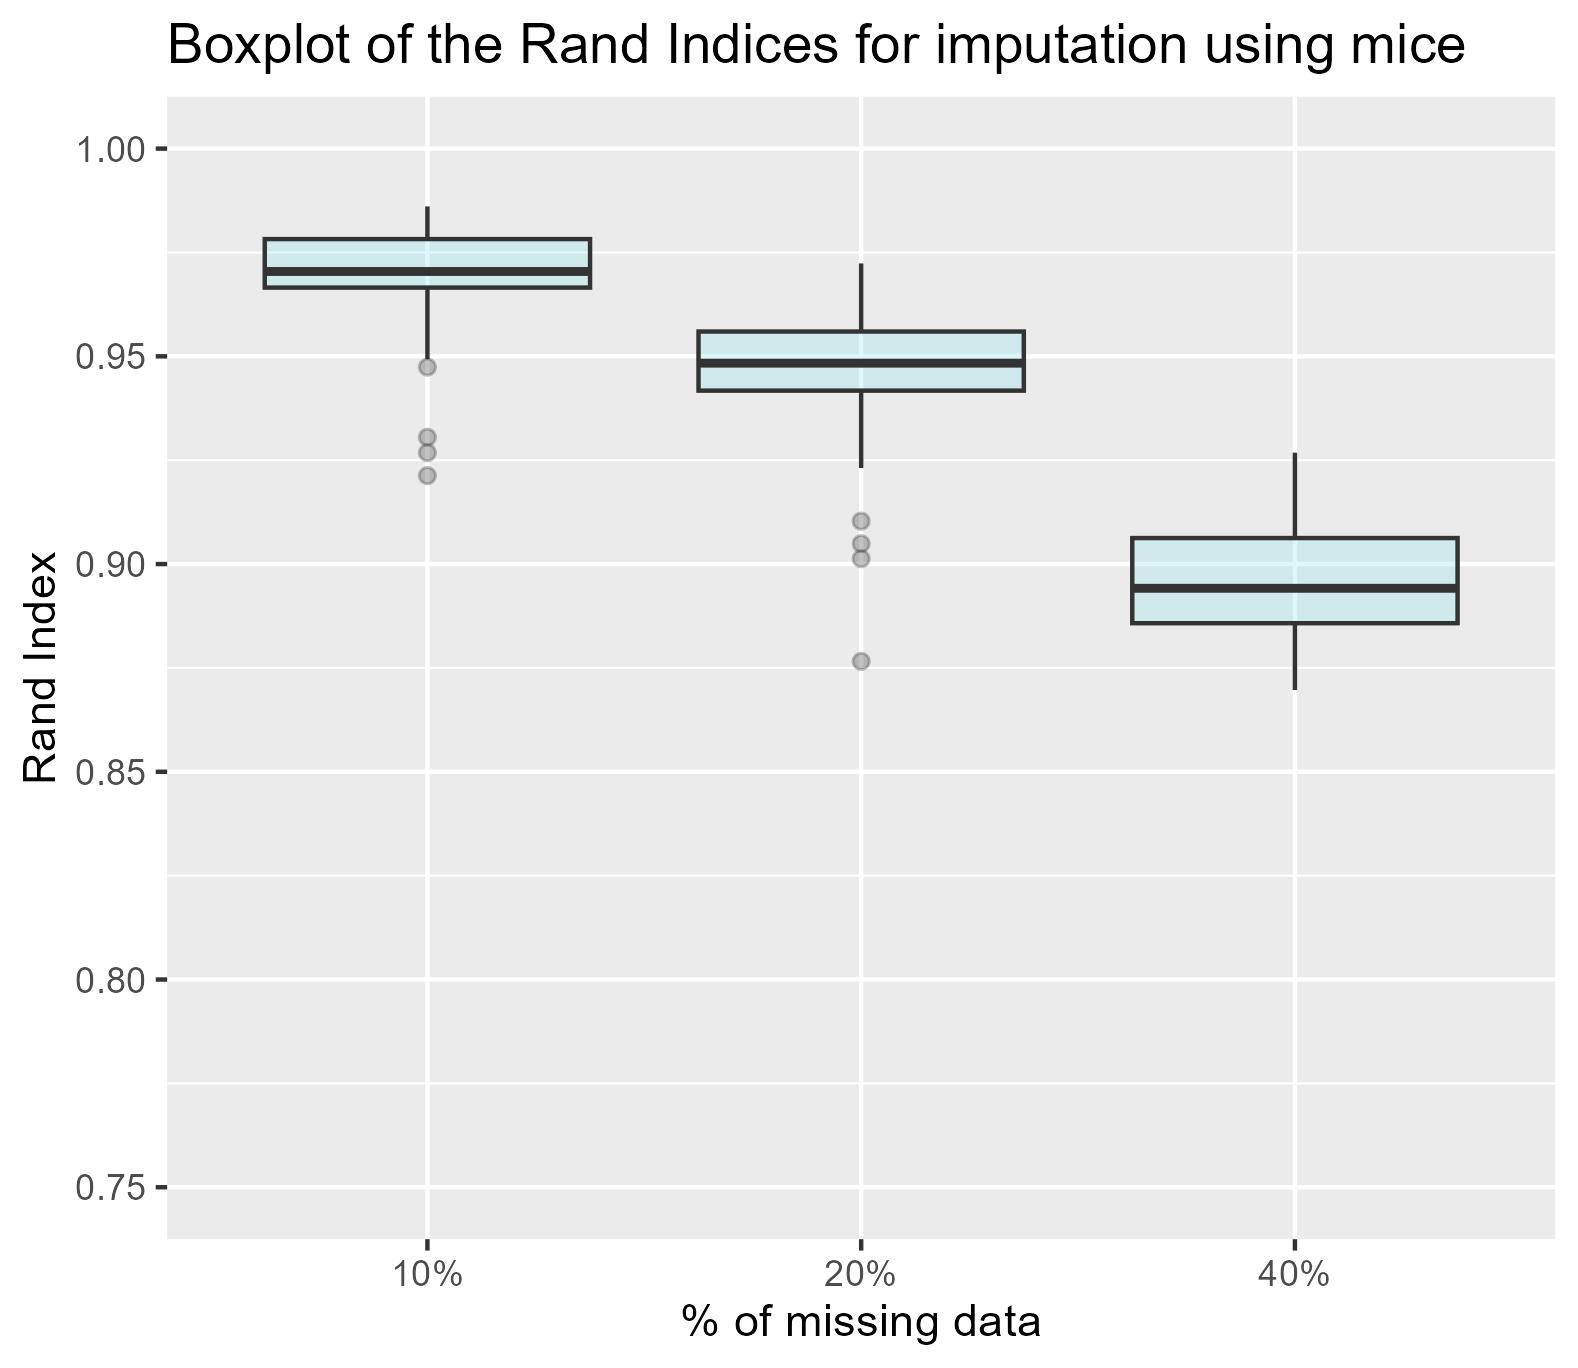 Boxplot of the Rand Indices for imputation using mice
1.00
0.95
0.90
0.85
0.80
0.75
Rand Index
10% 20% 40%
% of missing data